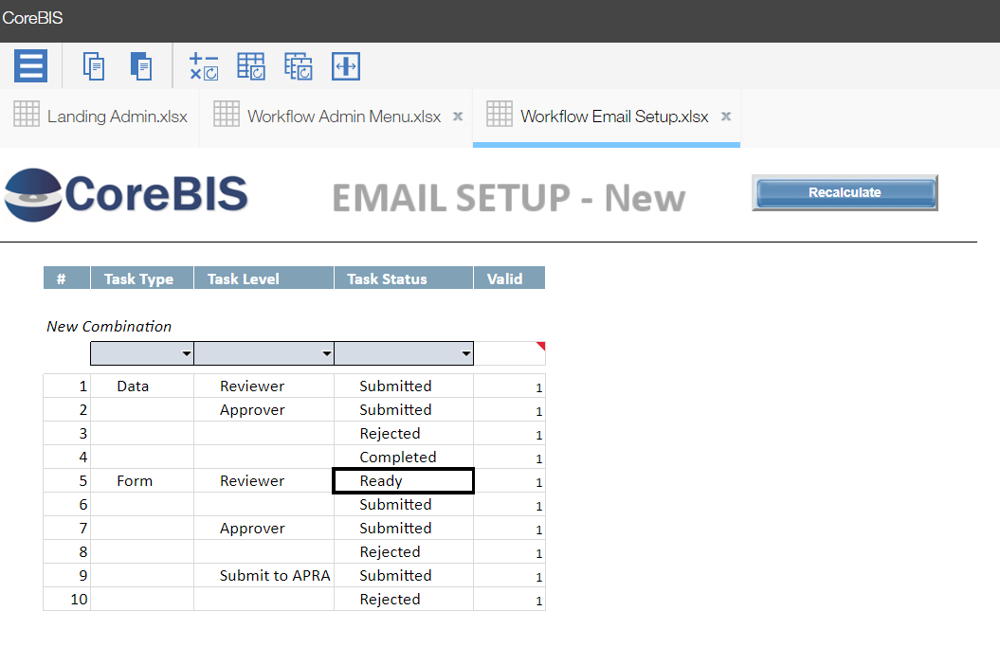 CoreBIS
Landing Admin.xlsx Workflow Admin Menu.xlsx x Workflow Email Setup.xlsx x
CoreBIS EMAIL SETUP - New Recalculate
# Task Type Task Level Task Status Valid
New Combination
1 Data Reviewer Submitted 1
2 Approver Submitted 1
3 Rejected 1
4 Completed 1
5 Form Reviewer Ready 1
6 Submitted 1
7 Approver Submitted 1
8 Rejected 1
9 Submit to APRA Submitted 1
10 Rejected 1